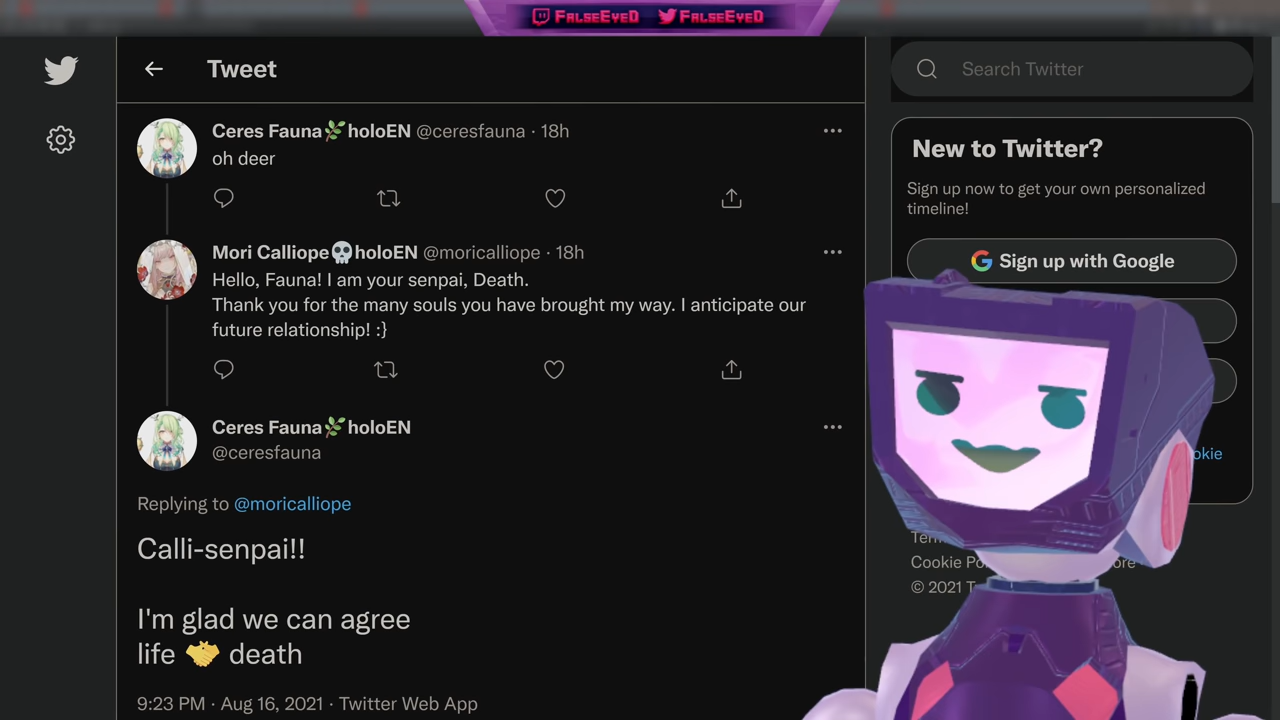 FalseEyeD FalseEyeD
Tweet
Search Twitter
Ceres Fauna🌿holoEN @ceresfauna · 18h
oh deer
Mori Calliope💀holoEN @moricalliope · 18h
Hello, Fauna! I am your senpai, Death.
Thank you for the many souls you have brought my way. I anticipate our
future relationship! :}
Ceres Fauna🌿holoEN
@ceresfauna
Replying to @moricalliope
Calli-senpai!!
I'm glad we can agree
life 🤝 death
9:23 PM · Aug 16, 2021 · Twitter Web App
New to Twitter?
Sign up now to get your own personalized
timeline!
Sign up with Google
© 2021